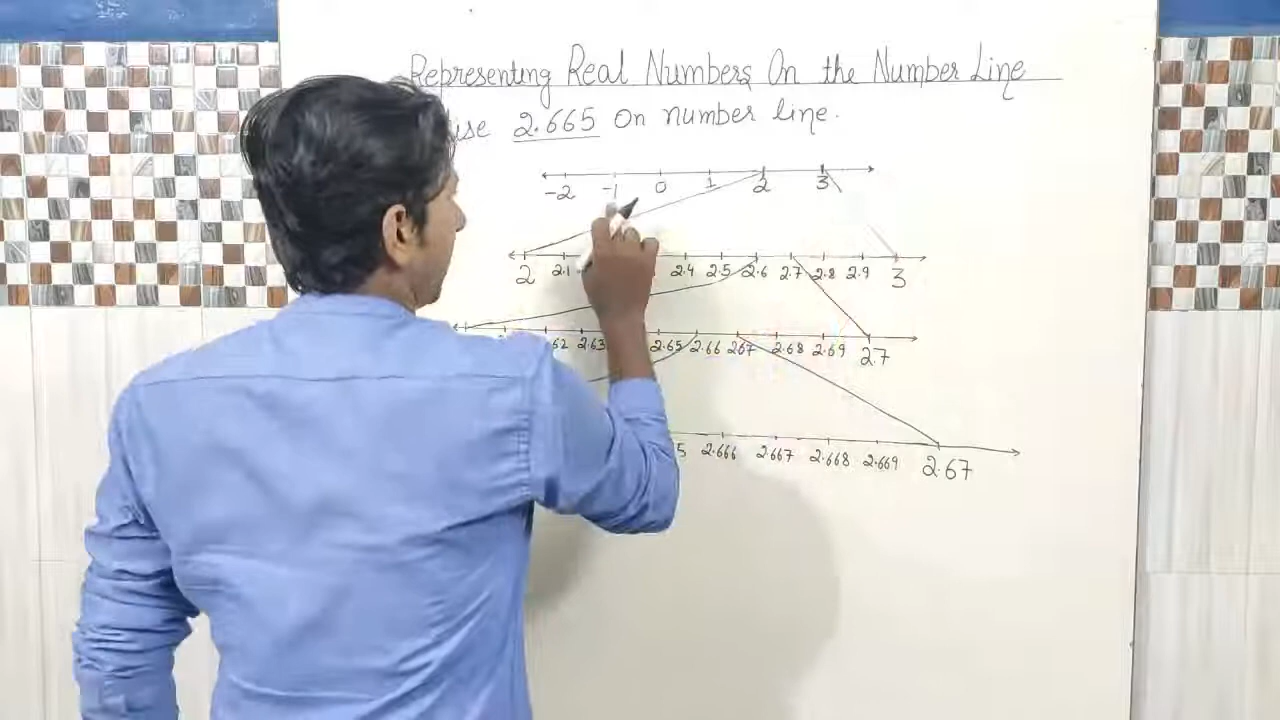 Representing Real Numbers On the Number Line
2.665 On number line.
-2 -1 0 1 2 3
2 2.1 2.4 2.5 2.6 2.7 2.8 2.9 3
2.63 2.65 2.66 2.67 2.68 2.69 2.7
2.666 2.667 2.668 2.669 2.67